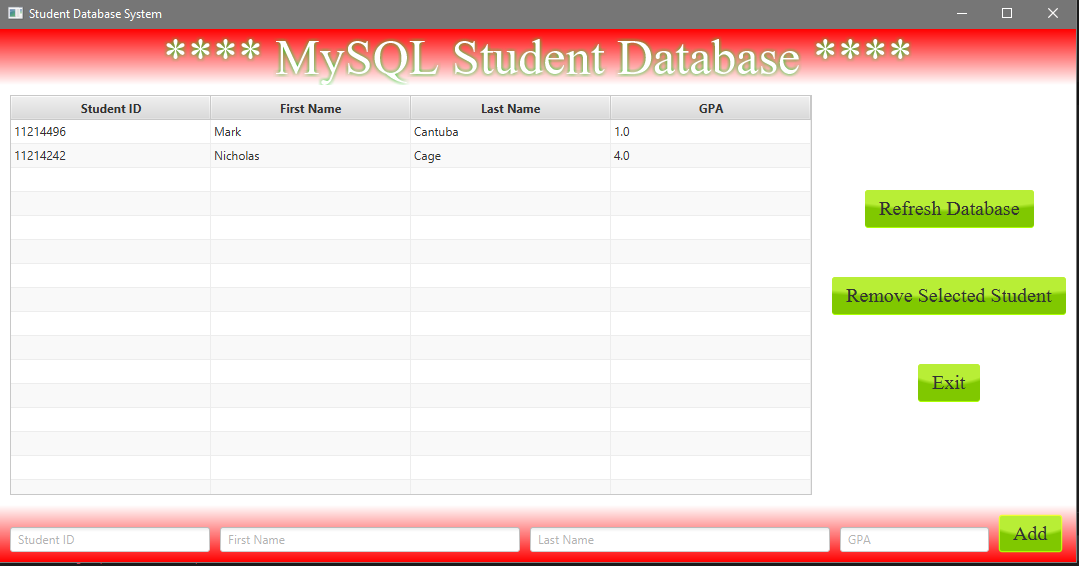 Student Database System
**** MySQL Student Database ****
Student ID First Name Last Name GPA
11214496 Mark Cantuba 1.0
11214242 Nicholas Cage 4.0
Refresh Database
Remove Selected Student
Exit
Student ID First Name Last Name GPA Add